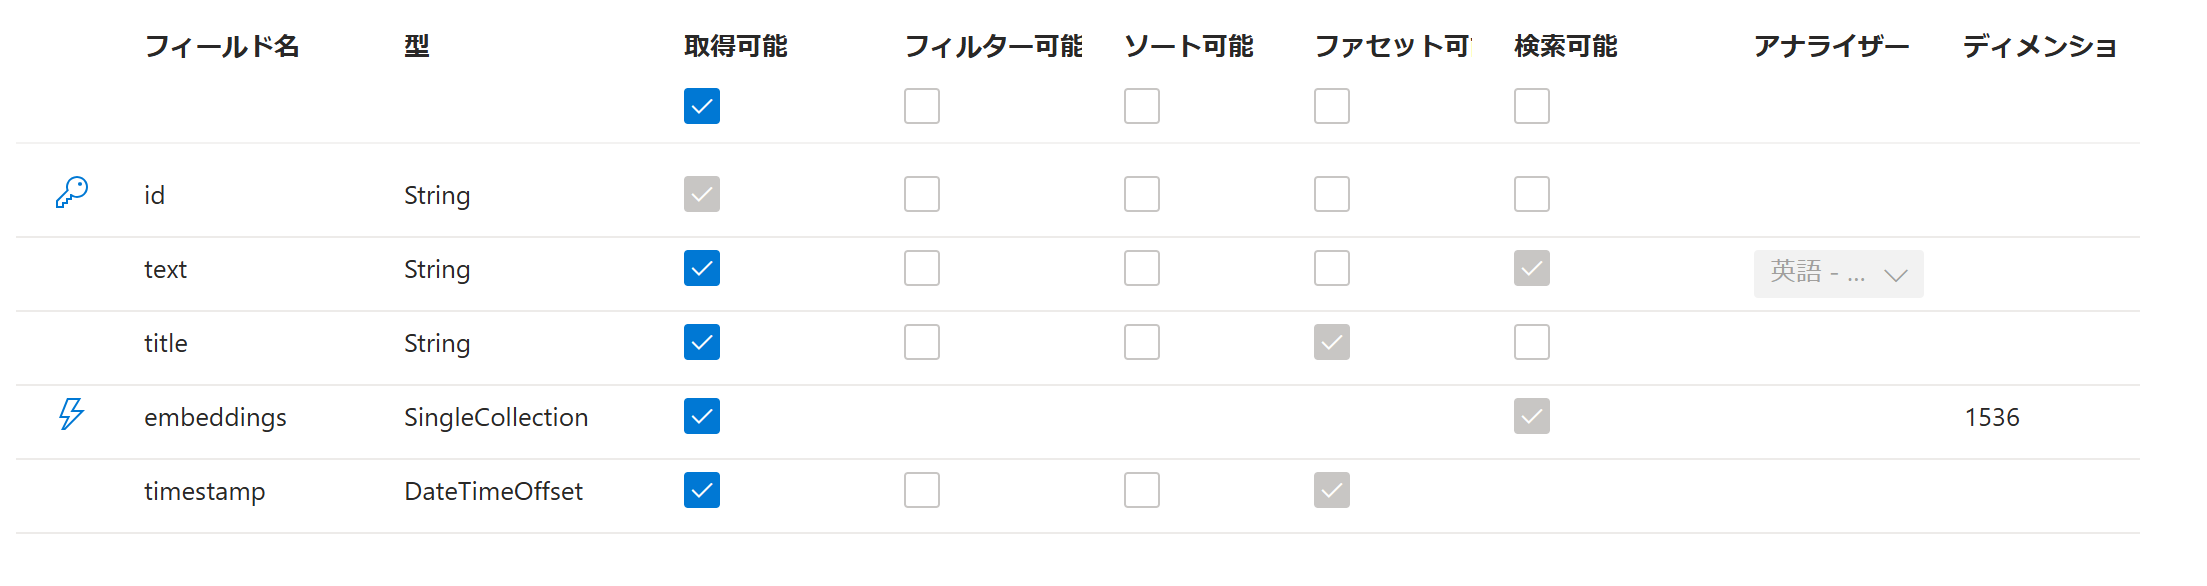 フィールド名 型 取得可能 フィルター可能 ソート可能 ファセット可 検索可能 アナライザー ディメンショ
id String
text String 英語 - ...
title String
embeddings SingleCollection 1536
timestamp DateTimeOffset